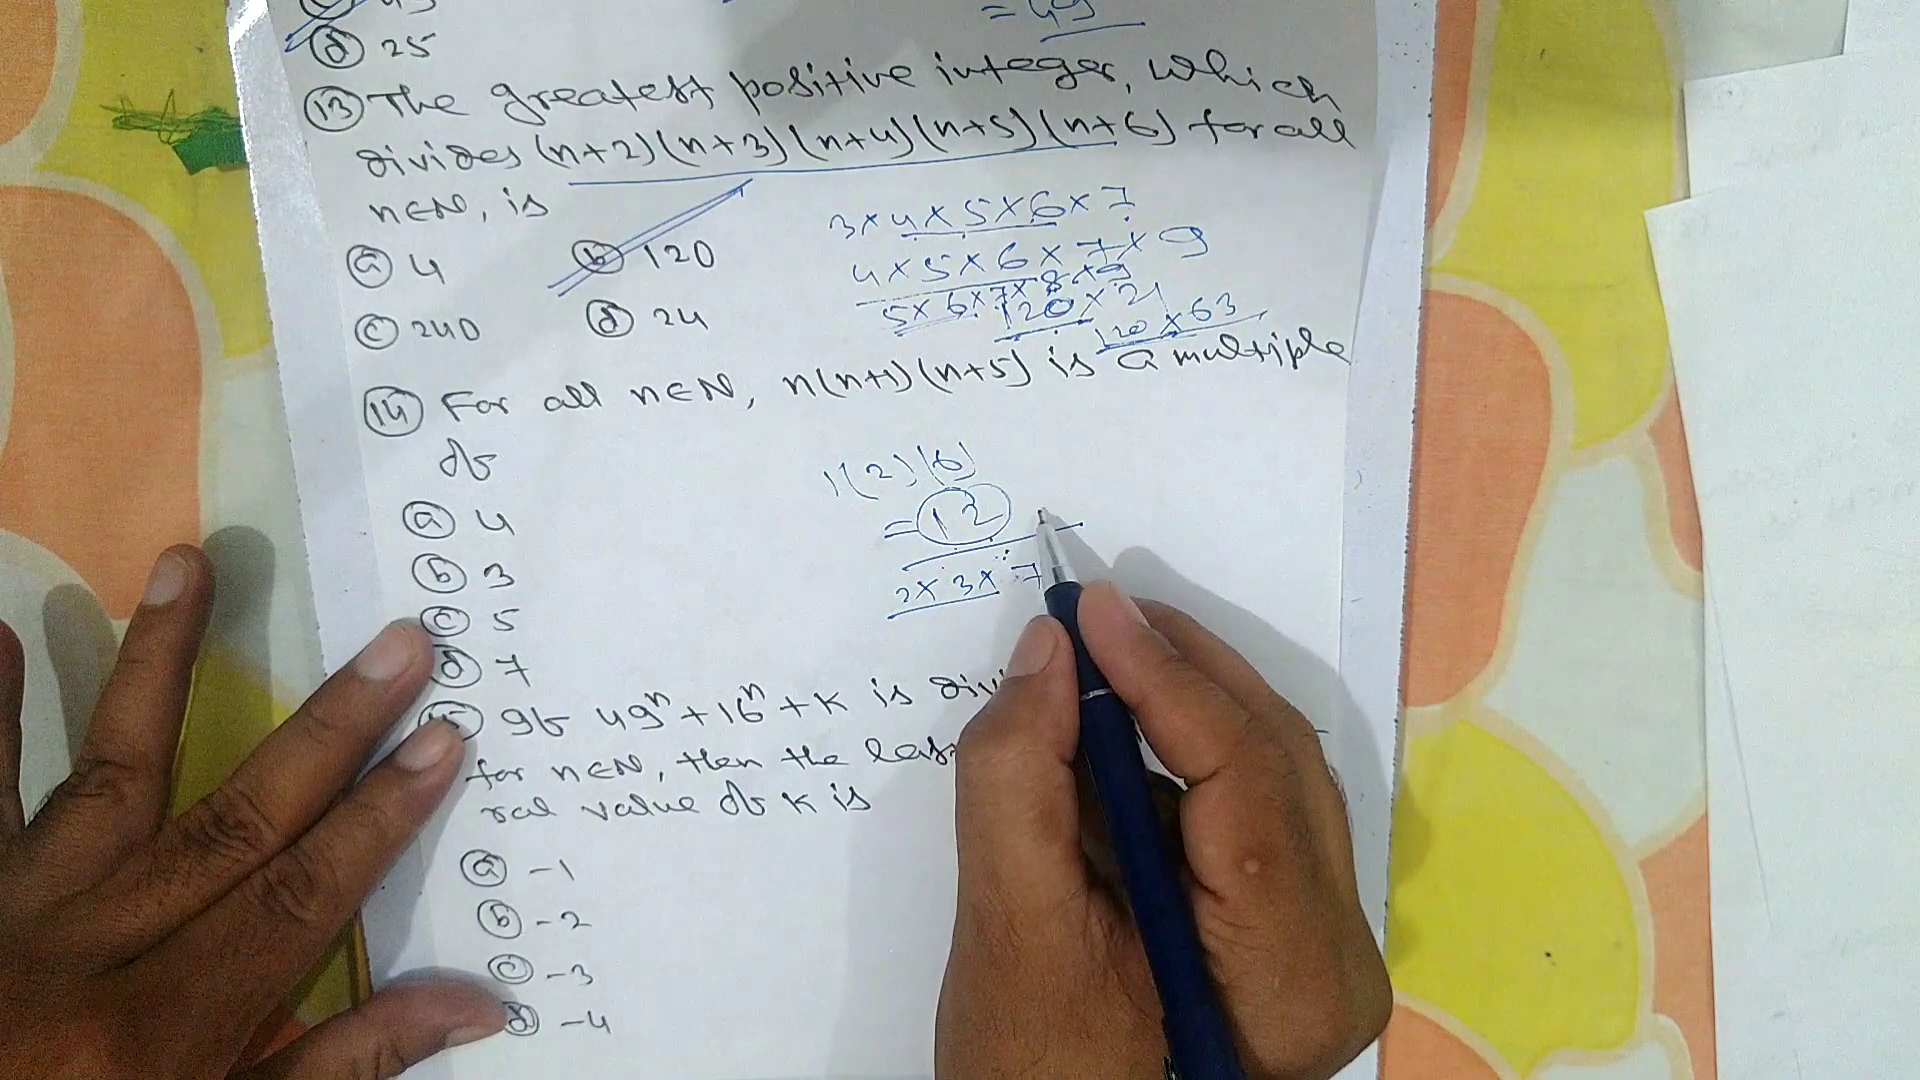 = 49
(d) 25
(13) The greatest positive integer, which
divides (n+2)(n+3)(n+4)(n+5)(n+6) for all
n∈N, is
(a) 4 (b) 120
(c) 240 (d) 24
3×4×5×6×7
4×5×6×7×9
5×6×7×8×9
120×21
120×63
(14) For all n∈N, n(n+1)(n+5) is a multiple
of
(a) 4
(b) 3
(c) 5
(d) 7
1(2)(6)
= 12
2×3×7
If 49ⁿ+16ⁿ+K is
for n∈N, then the
value of K is
(a) -1
(b) -2
(c) -3
(d) -4